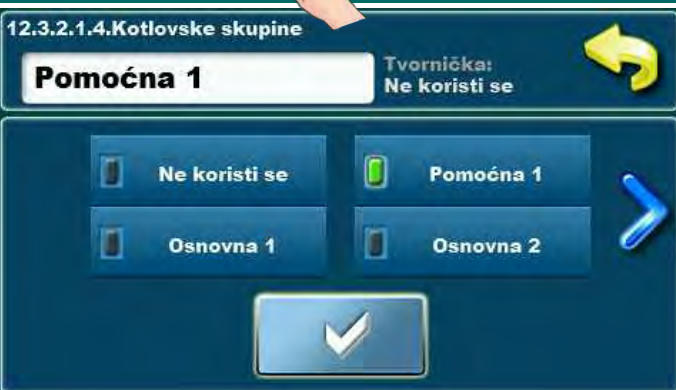 12.3.2.1.4.Kotlovske skupine
Pomoćna 1
Tvornička:
Ne koristi se
Ne koristi se
Pomoćna 1
Osnovna 1
Osnovna 2